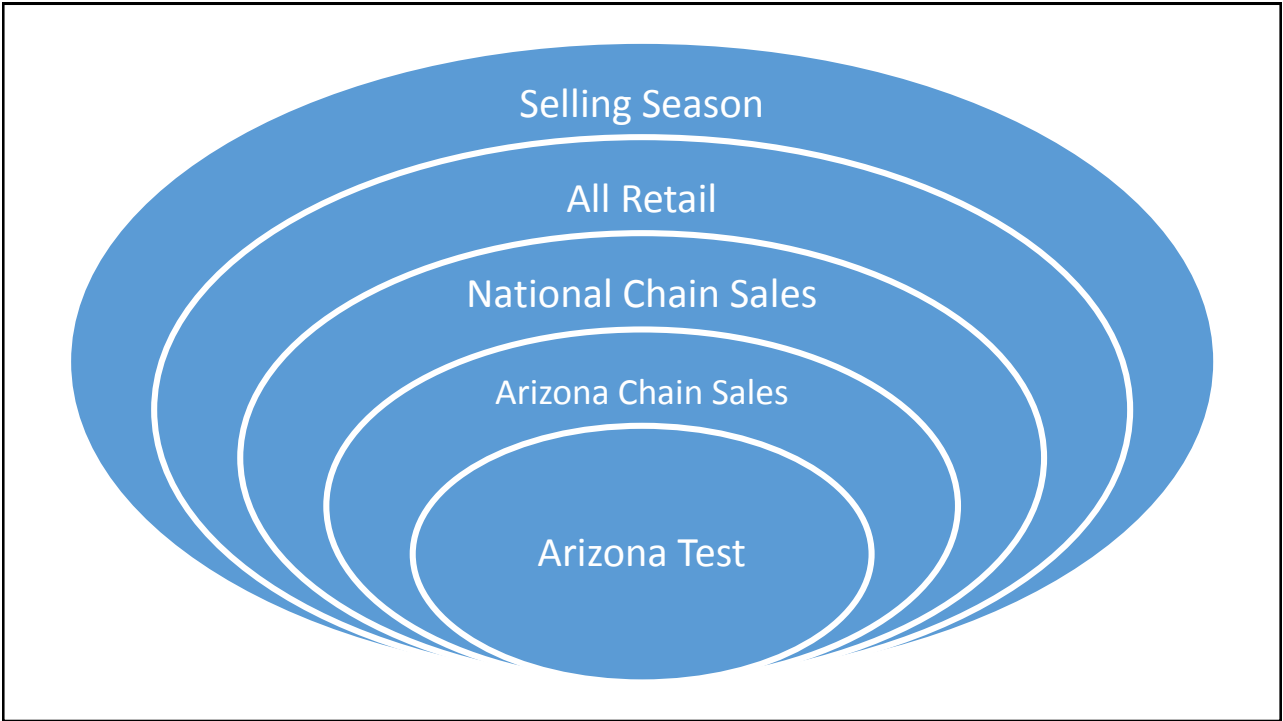 Selling Season
All Retail
National Chain Sales
Arizona Chain Sales
Arizona Test